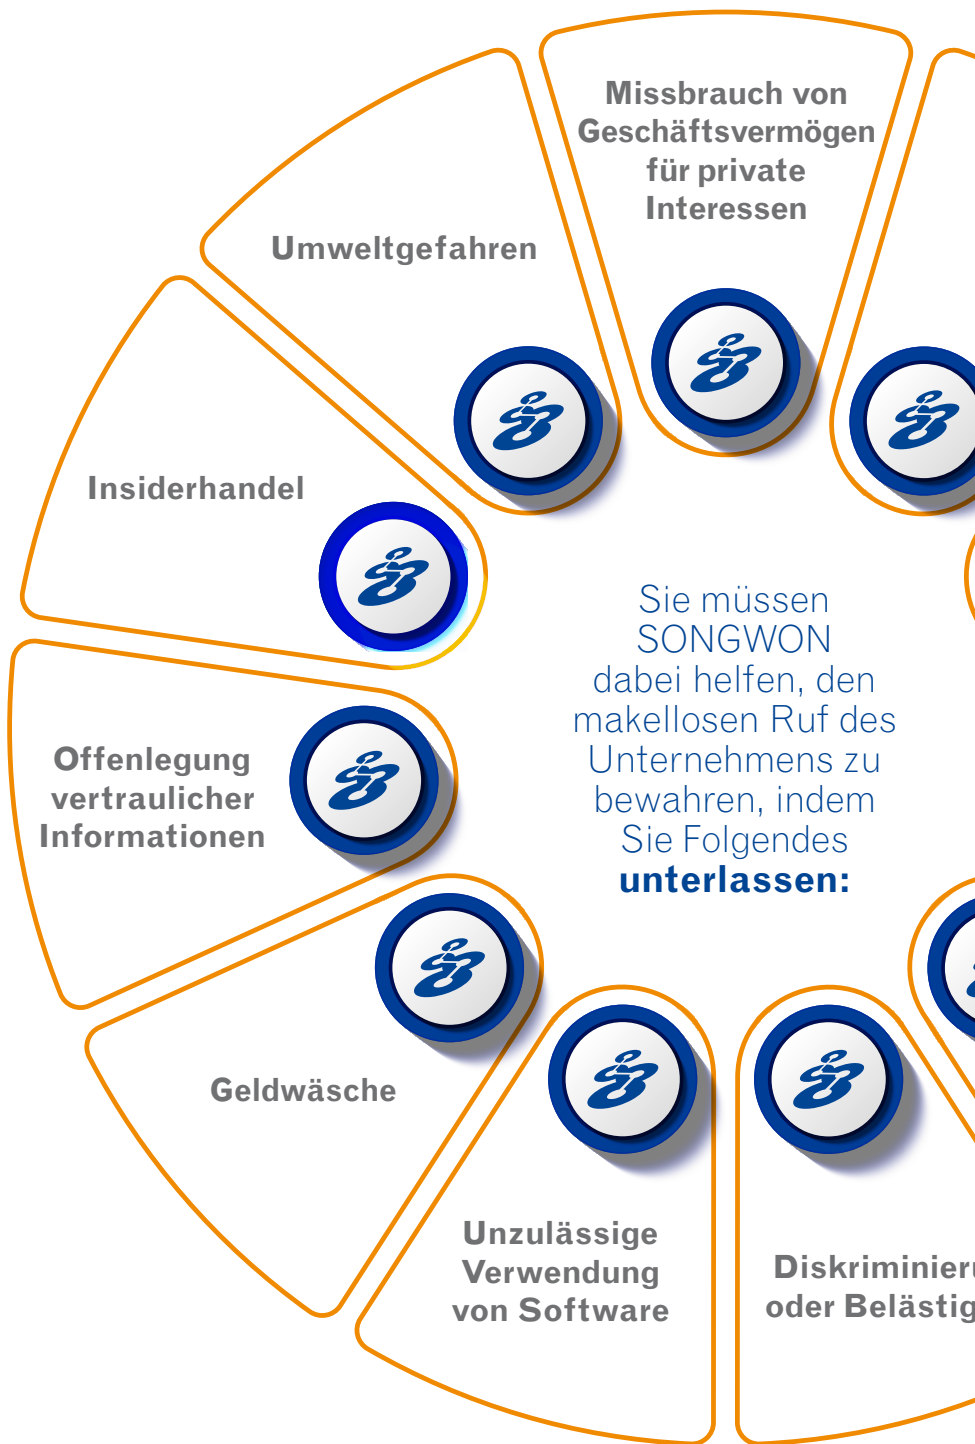 Missbrauch von
Geschäftsvermögen
für private
Interessen
Umweltgefahren
Insiderhandel
Sie müssen
SONGWON
dabei helfen, den
makellosen Ruf des
Unternehmens zu
bewahren, indem
Sie Folgendes
unterlassen:
Offenlegung
vertraulicher
Informationen
Geldwäsche
Unzulässige
Verwendung
von Software
oder